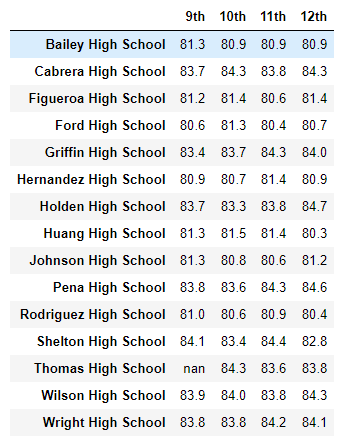 9th 10th 11th 12th
Bailey High School 81.3 80.9 80.9 80.9
Cabrera High School 83.7 84.3 83.8 84.3
Figueroa High School 81.2 81.4 80.6 81.4
Ford High School 80.6 81.3 80.4 80.7
Griffin High School 83.4 83.7 84.3 84.0
Hernandez High School 80.9 80.7 81.4 80.9
Holden High School 83.7 83.3 83.8 84.7
Huang High School 81.3 81.5 81.4 80.3
Johnson High School 81.3 80.8 80.6 81.2
Pena High School 83.8 83.6 84.3 84.6
Rodriguez High School 81.0 80.6 80.9 80.4
Shelton High School 84.1 83.4 84.4 82.8
Thomas High School nan 84.3 83.6 83.8
Wilson High School 83.9 84.0 83.8 84.3
Wright High School 83.8 83.8 84.2 84.1